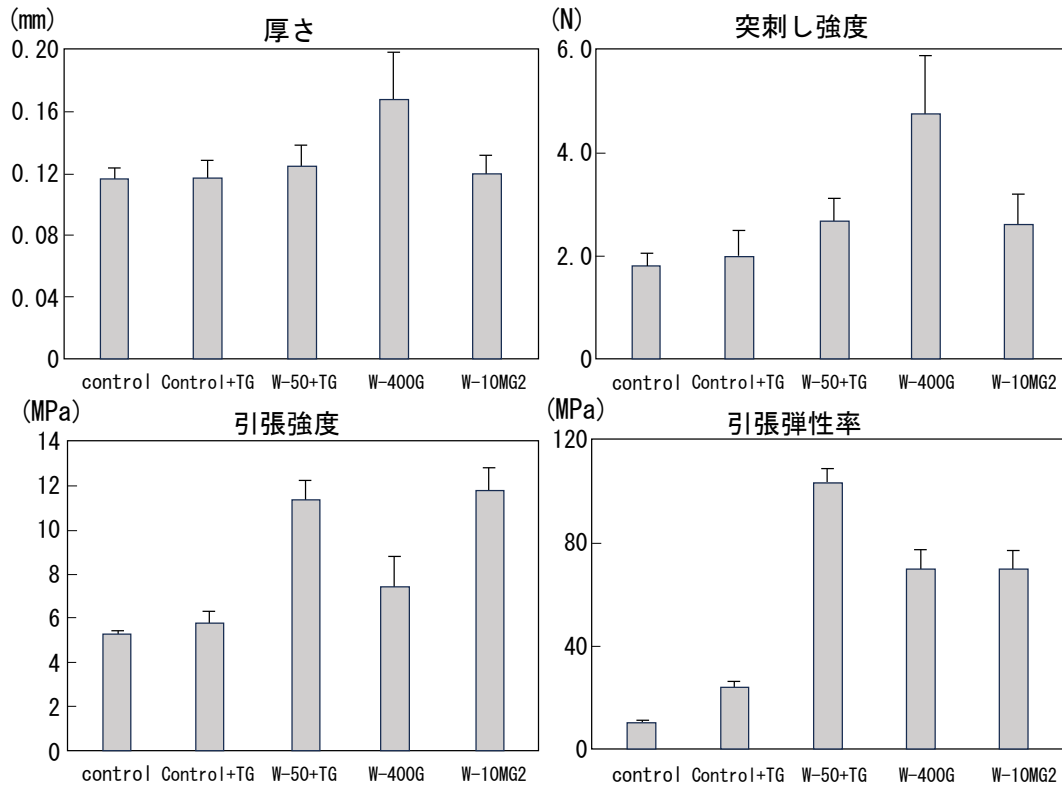 (mm)
厚さ
0.20
0.16
0.12
0.08
0.04
0
control Control+TG W-50+TG W-400G W-10MG2
(N)
突刺し強度
6.0
4.0
2.0
0
control Control+TG W-50+TG W-400G W-10MG2
(MPa)
引張強度
14
12
10
8
6
4
2
0
control Control+TG W-50+TG W-400G W-10MG2
(MPa)
引張弾性率
120
80
40
0
control Control+TG W-50+TG W-400G W-10MG2